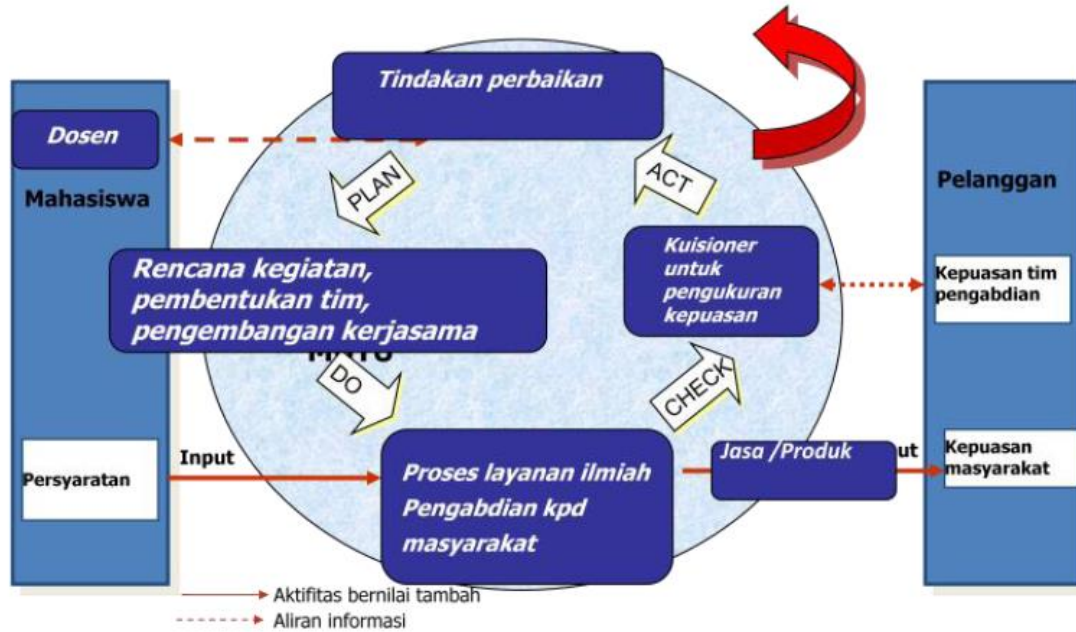 Tindakan perbaikan
Dosen
Mahasiswa
PLAN
ACT
Pelanggan
Rencana kegiatan,
pembentukan tim,
pengembangan kerjasama
Kuisioner
untuk
pengukuran
kepuasan
Kepuasan tim
pengabdian
DO
CHECK
Persyaratan
Input
Proses layanan ilmiah
Pengabdian kpd
masyarakat
Jasa /Produk
ut
Kepuasan
masyarakat
Aktifitas bernilai tambah
Aliran informasi